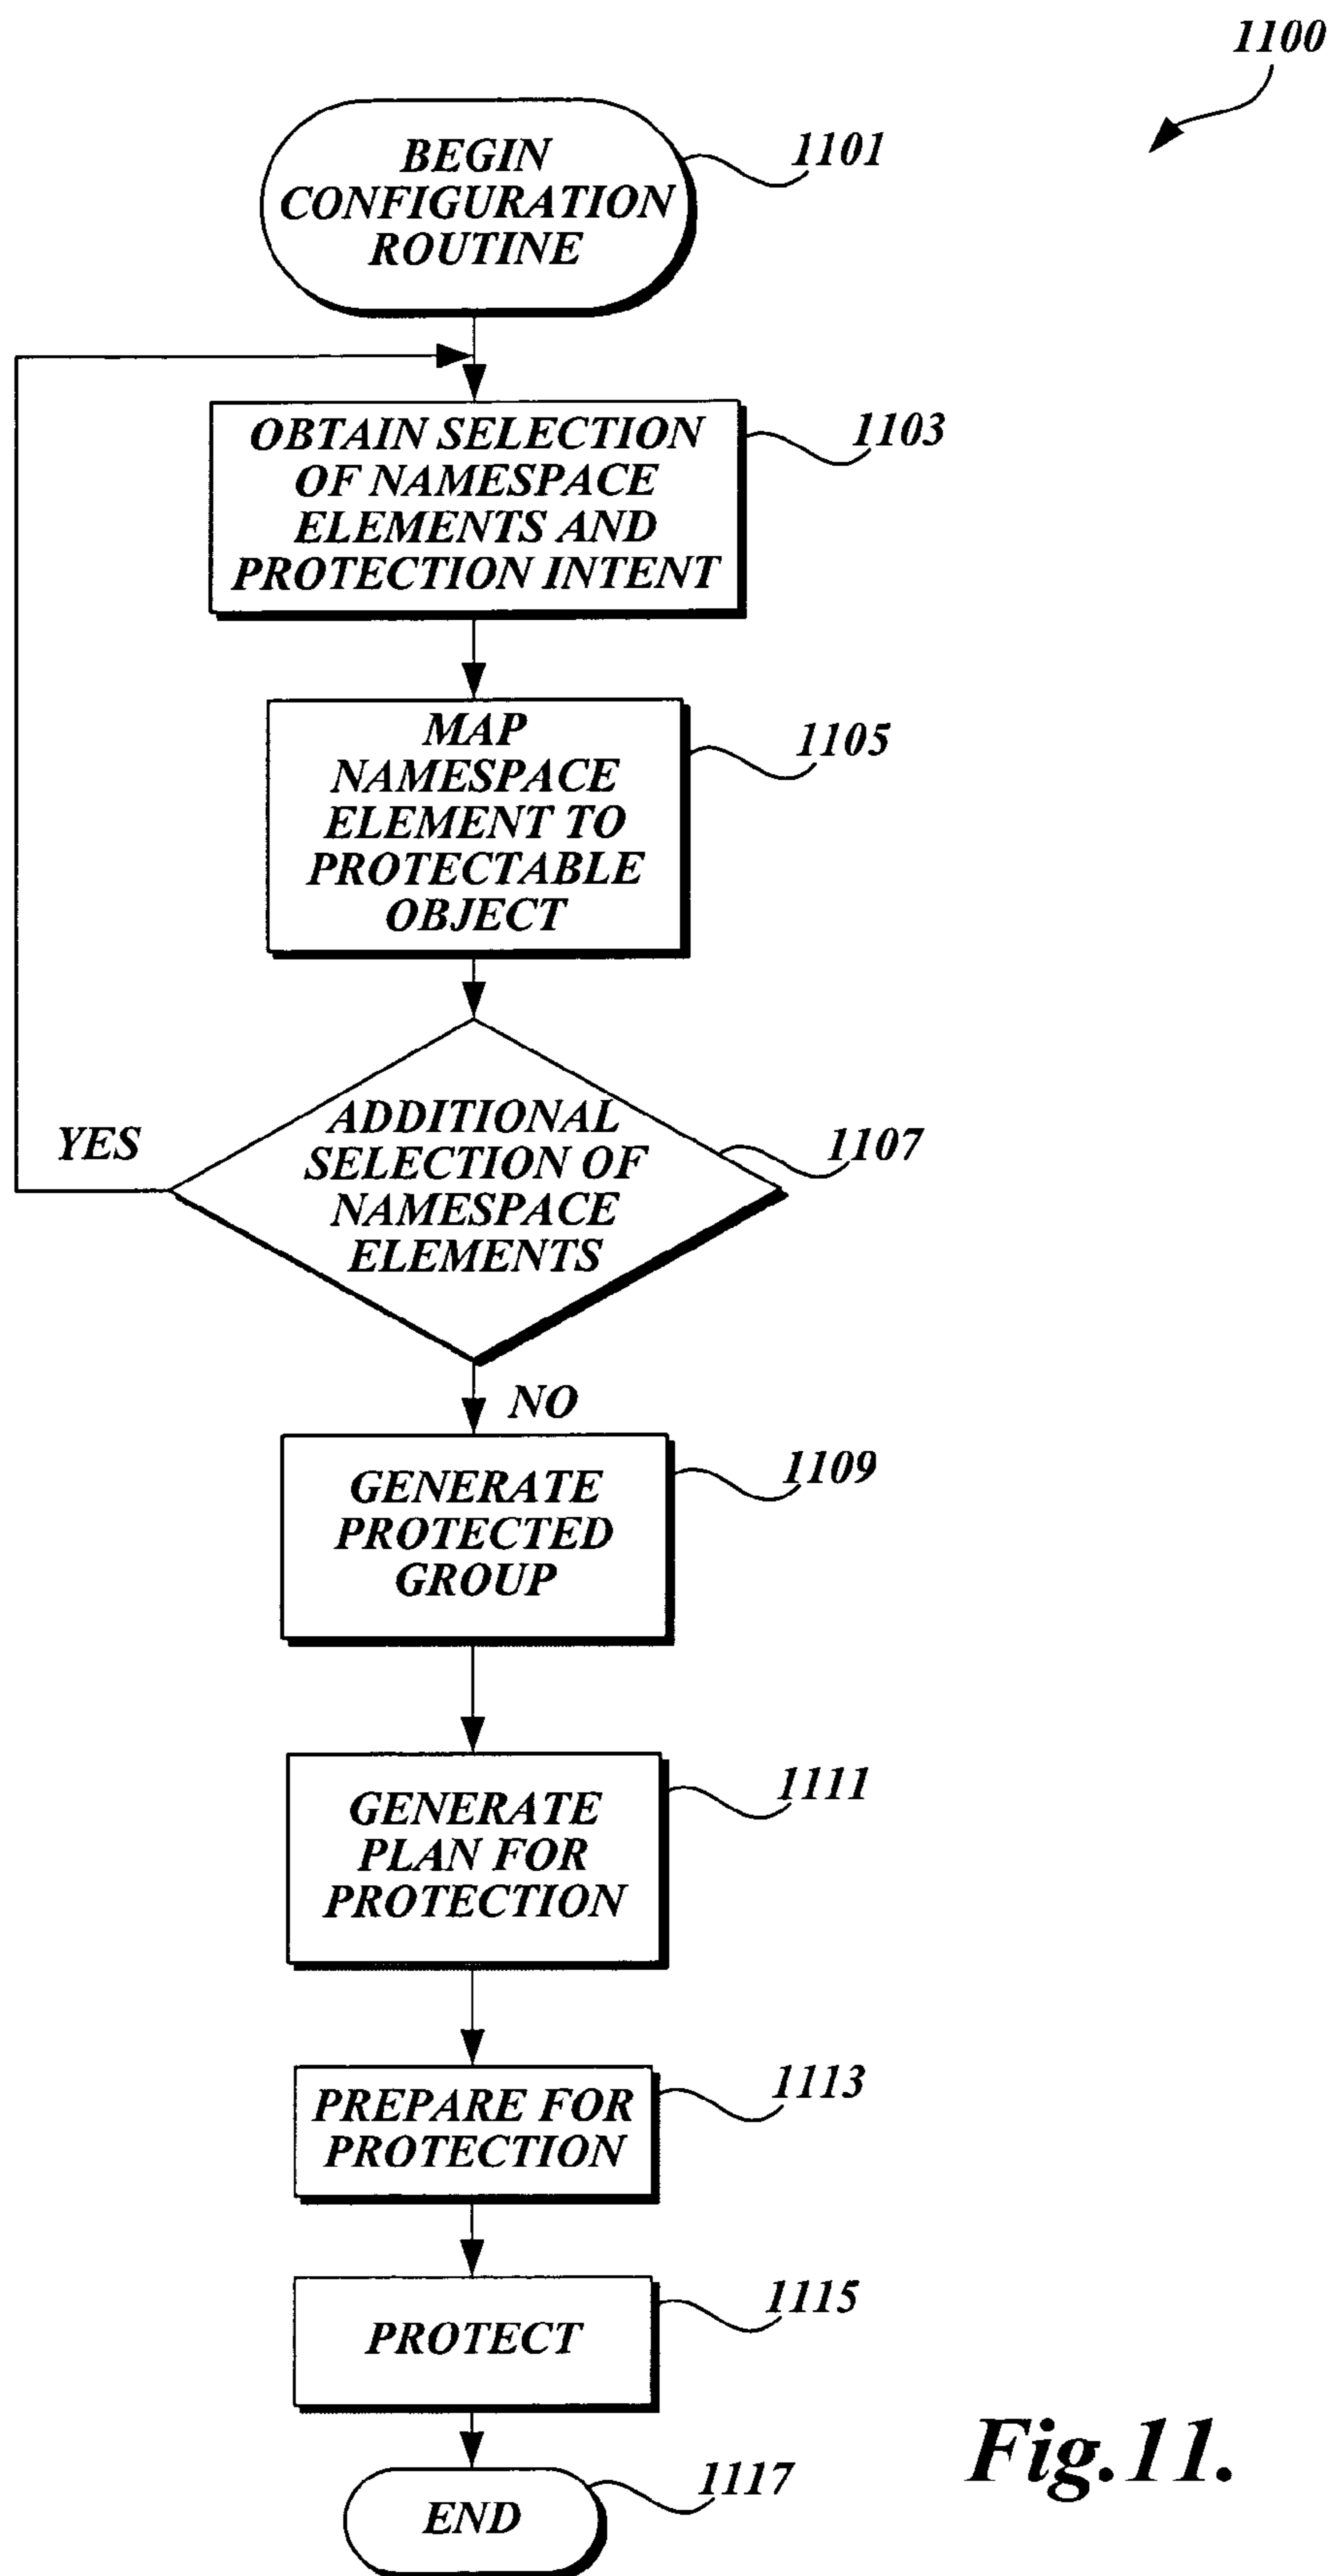 1100
BEGIN
CONFIGURATION
ROUTINE
1101
OBTAIN SELECTION
OF NAMESPACE
ELEMENTS AND
PROTECTION INTENT
1103
MAP
NAMESPACE
ELEMENT TO
PROTECTABLE
OBJECT
1105
ADDITIONAL
SELECTION OF
NAMESPACE
ELEMENTS
1107
YES
NO
GENERATE
PROTECTED
GROUP
1109
GENERATE
PLAN FOR
PROTECTION
1111
PREPARE FOR
PROTECTION
1113
PROTECT
1115
END
1117
Fig.11.